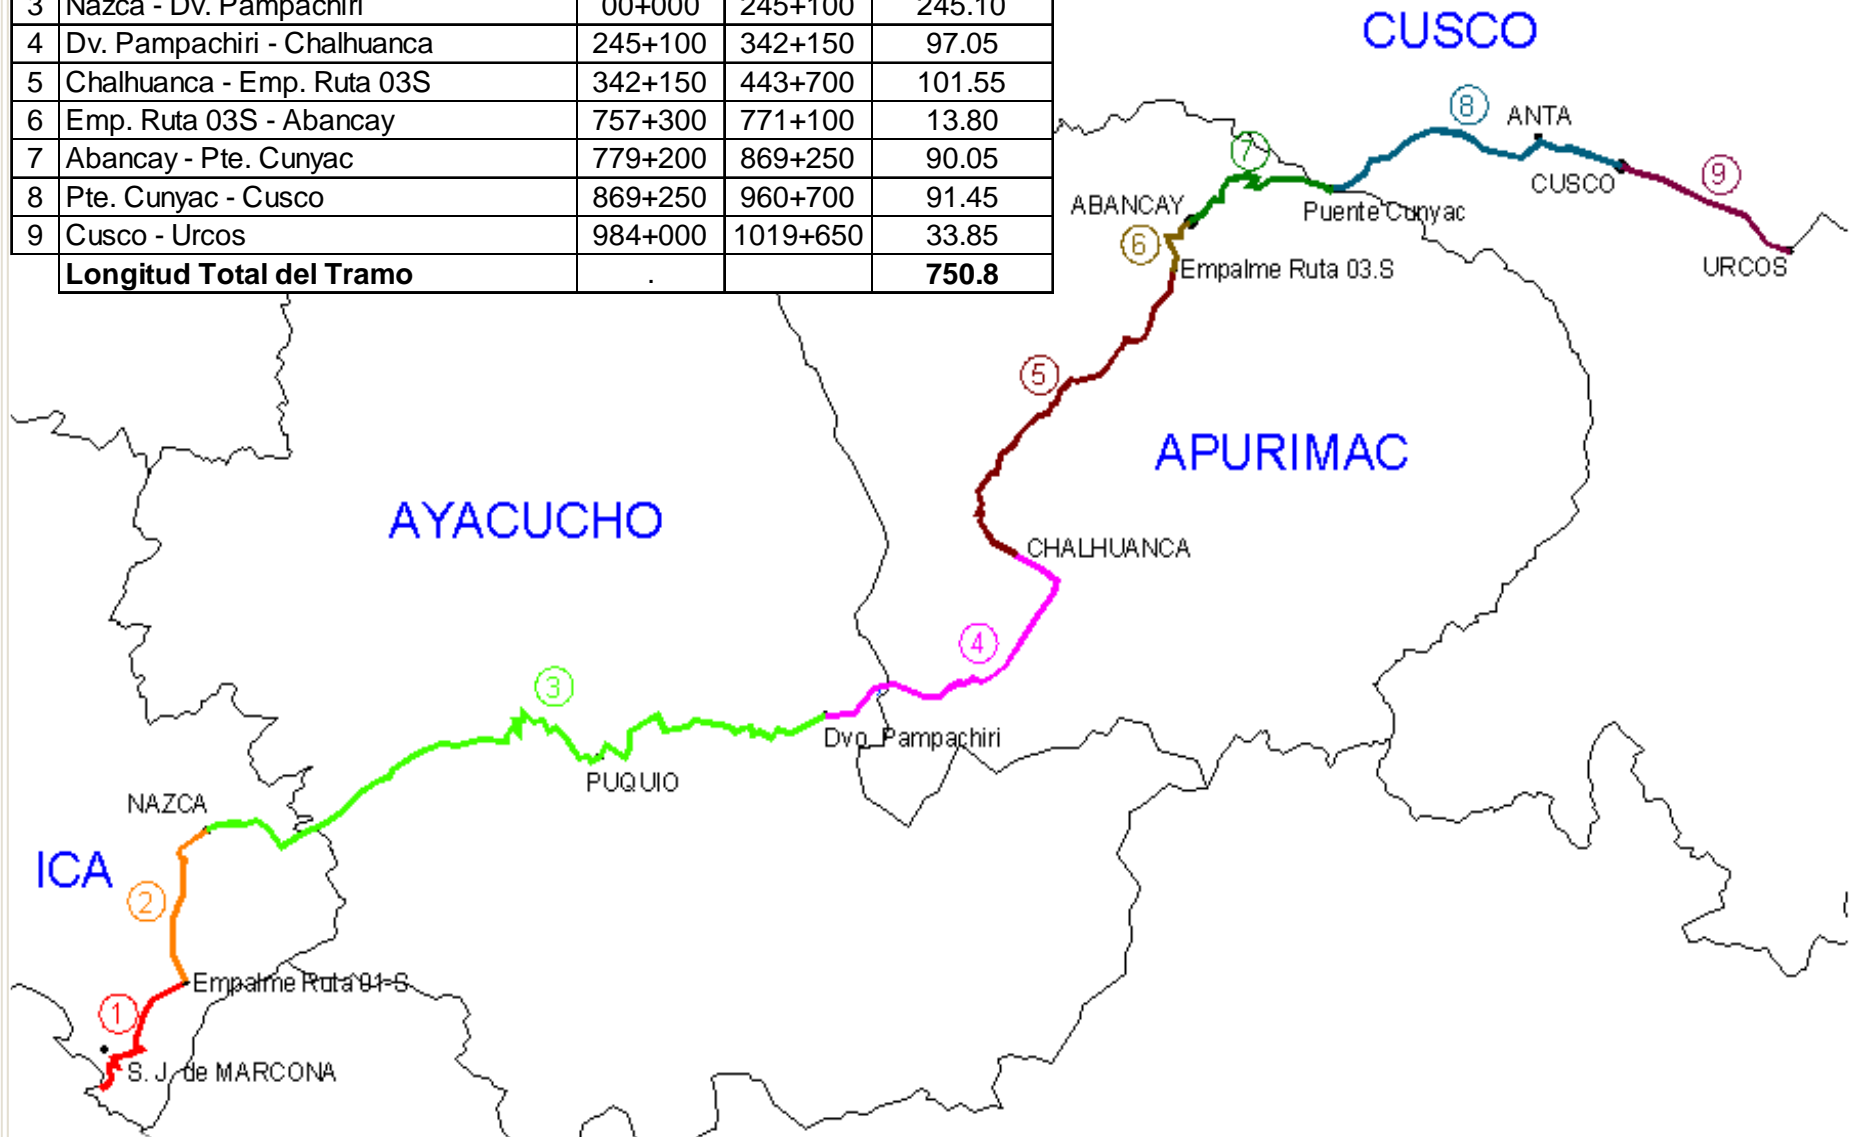 3 Nazca - Dv. Pampachiri 00+000 245+100 245.10
4 Dv. Pampachiri - Chalhuanca 245+100 342+150 97.05
5 Chalhuanca - Emp. Ruta 03S 342+150 443+700 101.55
6 Emp. Ruta 03S - Abancay 757+300 771+100 13.80
7 Abancay - Pte. Cunyac 779+200 869+250 90.05
8 Pte. Cunyac - Cusco 869+250 960+700 91.45
9 Cusco - Urcos 984+000 1019+650 33.85
Longitud Total del Tramo . 750.8
CUSCO
8
ANTA
7
CUSCO
9
ABANCAY
Puente Cunyac
6
Empalme Ruta 03.S
URCOS
5
APURIMAC
AYACUCHO
CHALHUANCA
4
3
Dvo. Pampachiri
PUQUIO
NAZCA
ICA
2
Empalme Ruta 01-S
1
S. J. de MARCONA